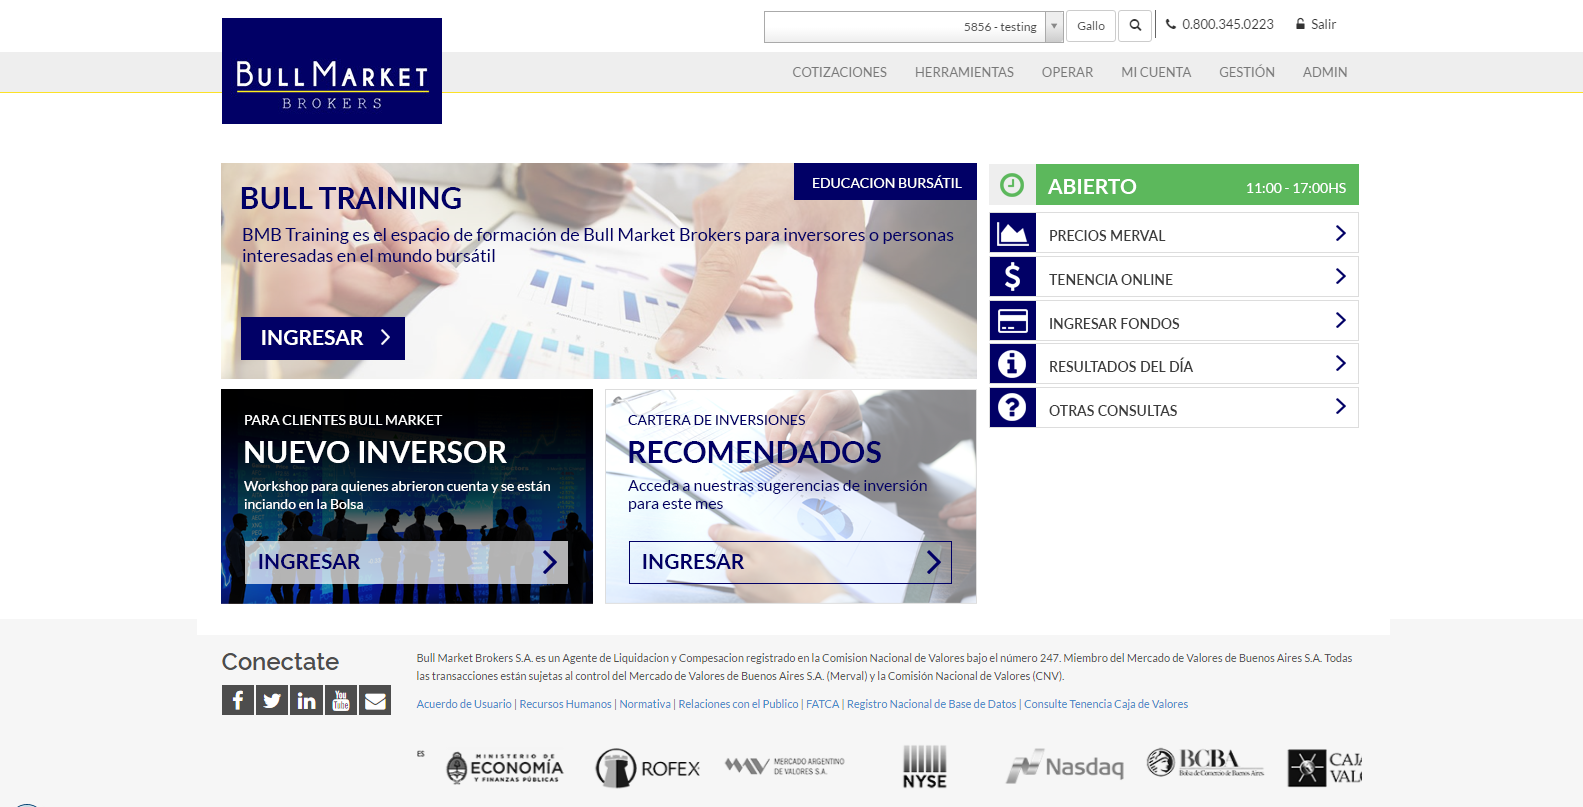 5856 - testing
Gallo
0.800.345.0223
Salir
BULL MARKET
BROKERS
COTIZACIONES
HERRAMIENTAS
OPERAR
MI CUENTA
GESTIÓN
ADMIN
EDUCACION BURSÁTIL
BULL TRAINING
BMB Training es el espacio de formación de Bull Market Brokers para inversores o personas
interesadas en el mundo bursátil
INGRESAR
ABIERTO
11:00 - 17:00HS
PRECIOS MERVAL
TENENCIA ONLINE
INGRESAR FONDOS
RESULTADOS DEL DÍA
OTRAS CONSULTAS
PARA CLIENTES BULL MARKET
NUEVO INVERSOR
Workshop para quienes abrieron cuenta y se están
inciando en la Bolsa
INGRESAR
CARTERA DE INVERSIONES
RECOMENDADOS
Acceda a nuestras sugerencias de inversión
para este mes
INGRESAR
Conectate
You
Tube
Bull Market Brokers S.A. es un Agente de Liquidacion y Compesacion registrado en la Comision Nacional de Valores bajo el número 247. Miembro del Mercado de Valores de Buenos Aires S.A. Todas
las transacciones están sujetas al control del Mercado de Valores de Buenos Aires S.A. (Merval) y la Comisión Nacional de Valores (CNV).
Acuerdo de Usuario | Recursos Humanos | Normativa | Relaciones con el Publico | FATCA | Registro Nacional de Base de Datos | Consulte Tenencia Caja de Valores
ES
MINISTERIO DE
ECONOMÍA
Y FINANZAS PÚBLICAS
ROFEX
MERCADO ARGENTINO
DE VALORES S.A.
NYSE
Nasdaq
BCBA
Bolsa de Comercio de Buenos Aires
CAJ
VAL